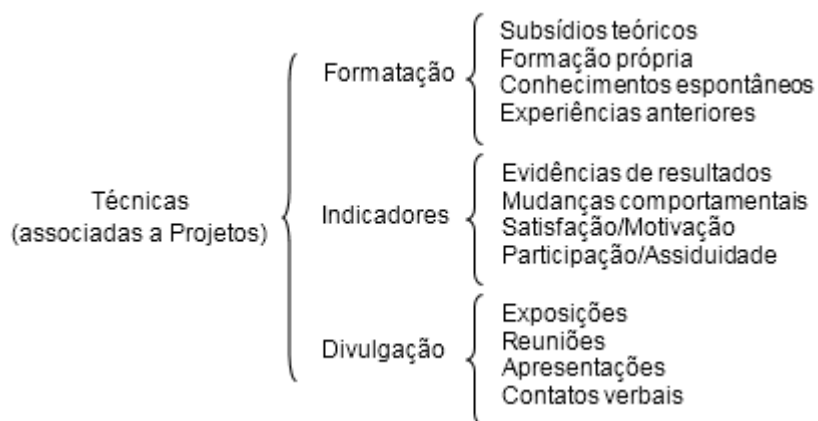 Técnicas
(associadas a Projetos)
Formatação
Subsídios teóricos
Formação própria
Conhecimentos espontâneos
Experiências anteriores
Indicadores
Evidências de resultados
Mudanças comportamentais
Satisfação/Motivação
Participação/Assiduidade
Divulgação
Exposições
Reuniões
Apresentações
Contatos verbais